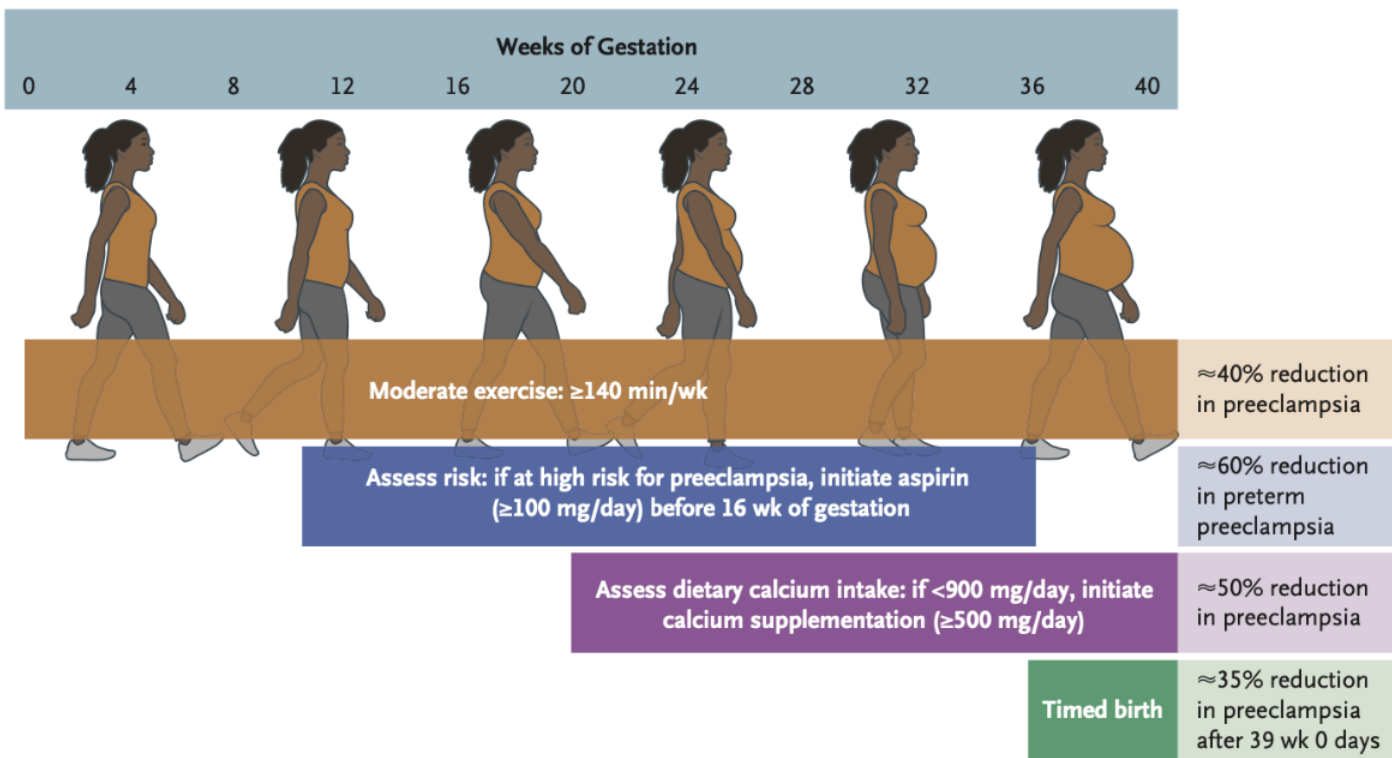 Weeks of Gestation
0 4 8 12 16 20 24 28 32 36 40
Moderate exercise: ≥140 min/wk
≈40% reduction
in preeclampsia
Assess risk: if at high risk for preeclampsia, initiate aspirin
(≥100 mg/day) before 16 wk of gestation
≈60% reduction
in preterm
preeclampsia
Assess dietary calcium intake: if <900 mg/day, initiate
calcium supplementation (≥500 mg/day)
≈50% reduction
in preeclampsia
Timed birth
≈35% reduction
in preeclampsia
after 39 wk 0 days